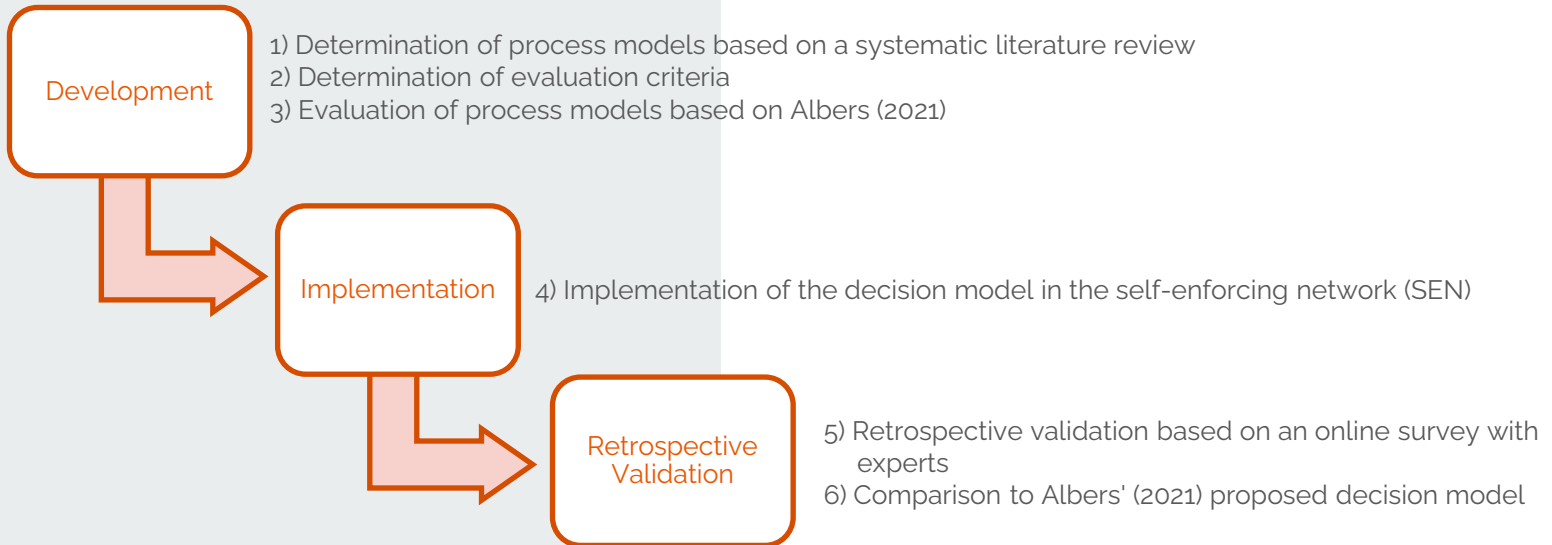 Development
1) Determination of process models based on a systematic literature review
2) Determination of evaluation criteria
3) Evaluation of process models based on Albers (2021)
Implementation
4) Implementation of the decision model in the self-enforcing network (SEN)
Retrospective
Validation
5) Retrospective validation based on an online survey with
experts
6) Comparison to Albers' (2021) proposed decision model